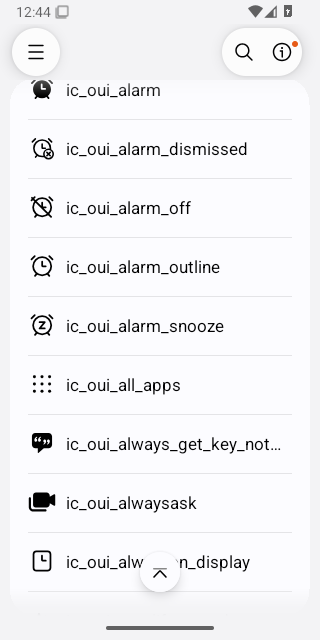 12:44
ic_oui_alarm
ic_oui_alarm_dismissed
ic_oui_alarm_off
ic_oui_alarm_outline
ic_oui_alarm_snooze
ic_oui_all_apps
ic_oui_always_get_key_not...
ic_oui_alwaysask